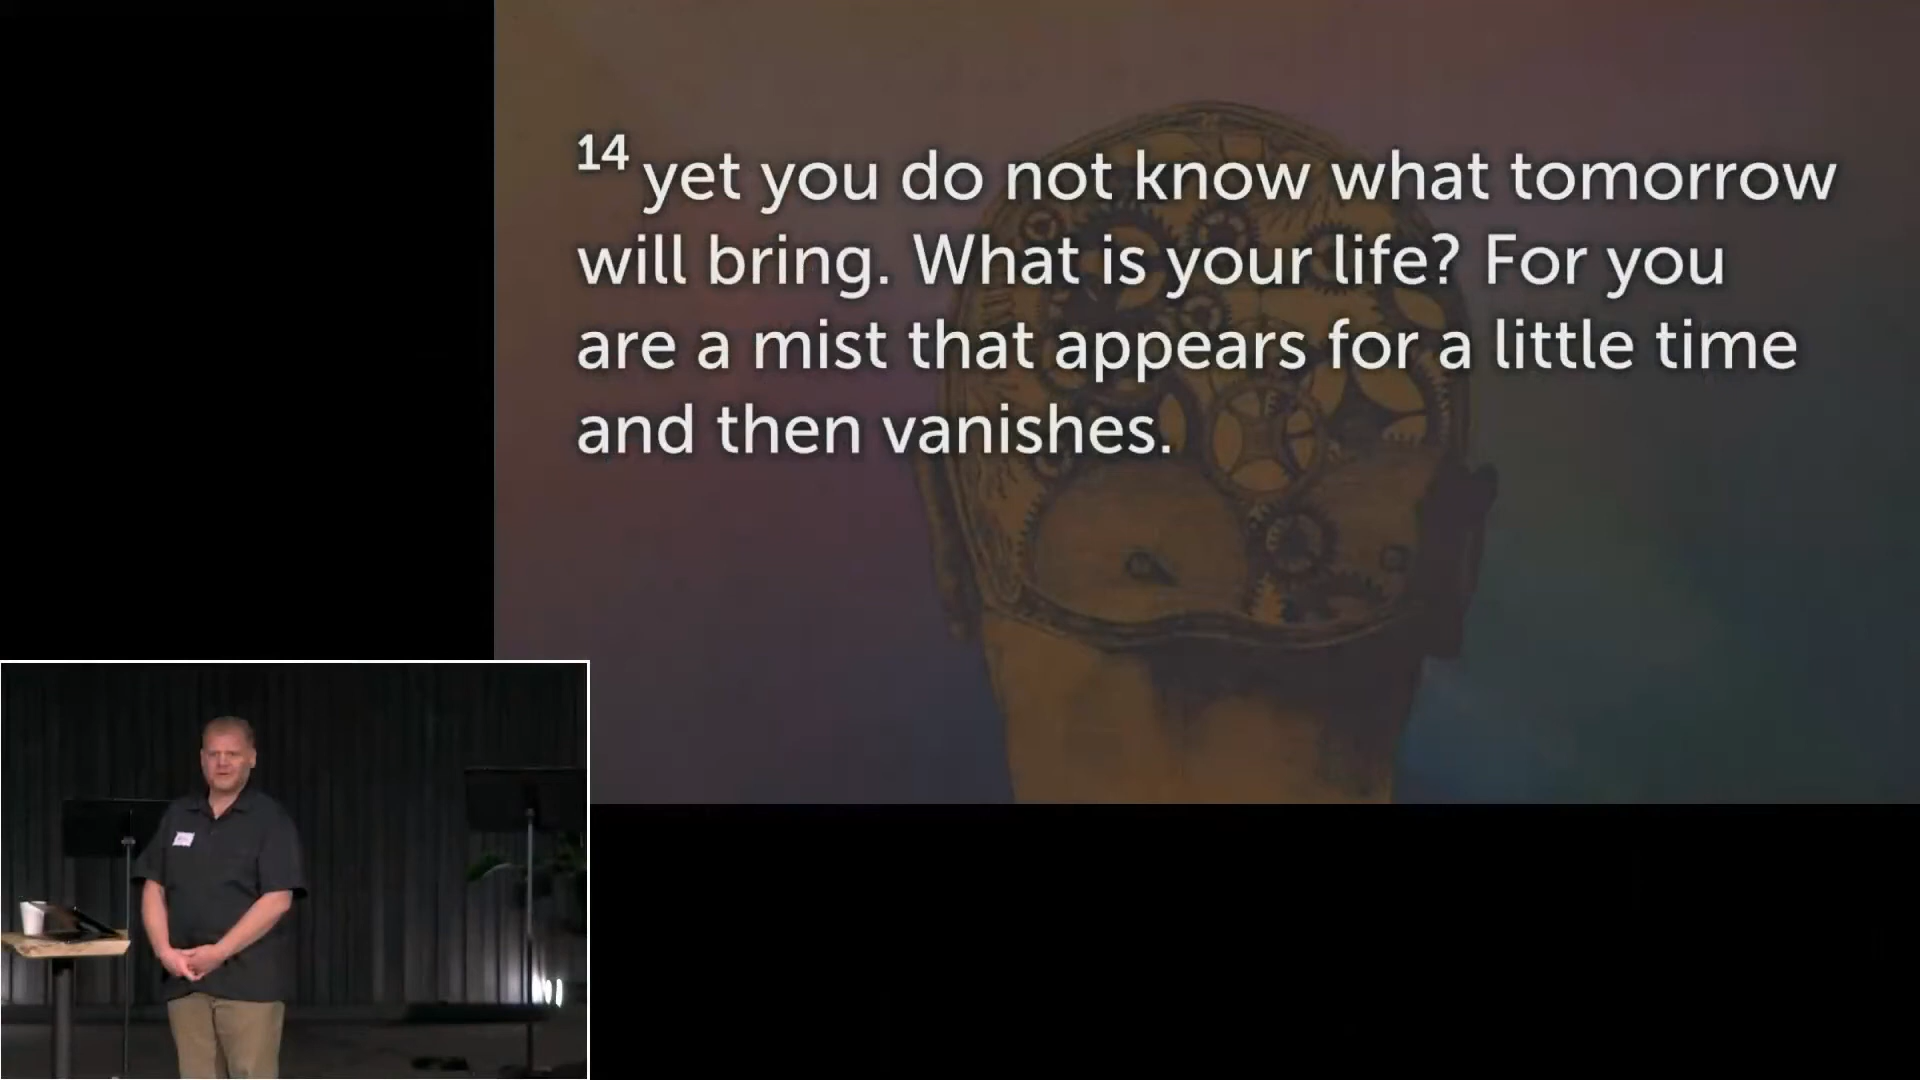 14 yet you do not know what tomorrow
will bring. What is your life? For you
are a mist that appears for a little time
and then vanishes.